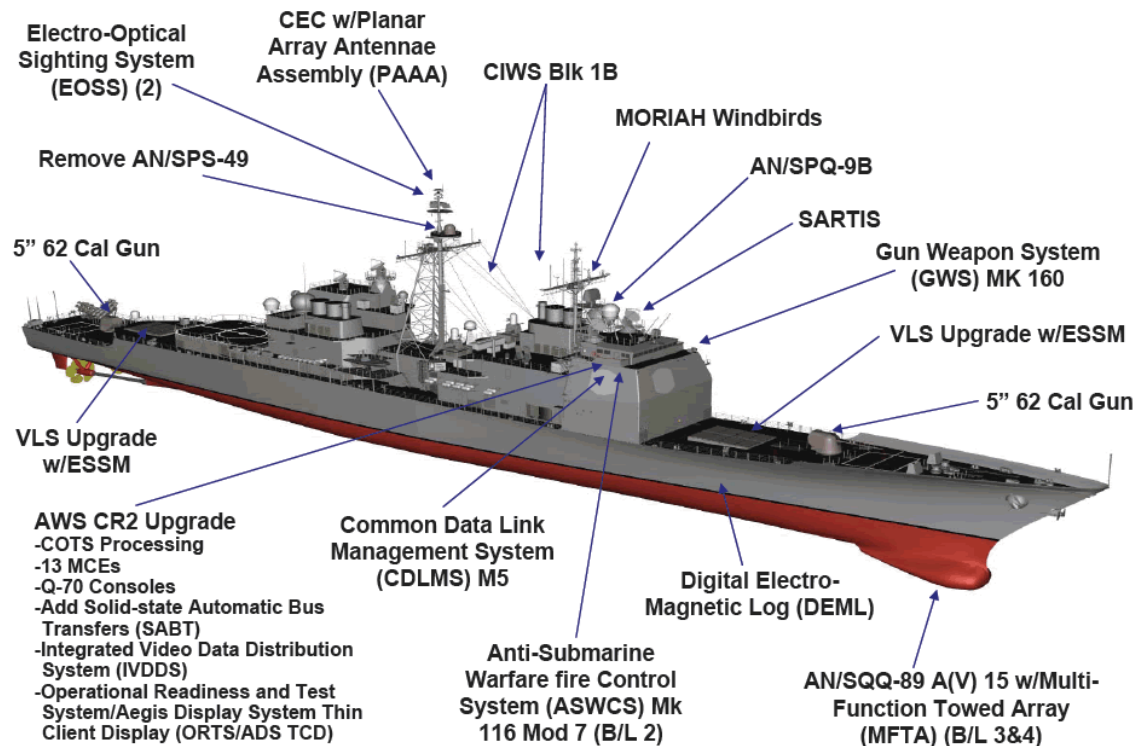 Electro-Optical
Sighting System
(EOSS) (2)
CEC w/Planar
Array Antennae
Assembly (PAAA)
CIWS Blk 1B
MORIAH Windbirds
Remove AN/SPS-49
AN/SPQ-9B
SARTIS
5” 62 Cal Gun
Gun Weapon System
(GWS) MK 160
VLS Upgrade w/ESSM
5” 62 Cal Gun
VLS Upgrade
w/ESSM
AWS CR2 Upgrade
-COTS Processing
-13 MCEs
-Q-70 Consoles
-Add Solid-state Automatic Bus
Transfers (SABT)
-Integrated Video Data Distribution
System (IVDDS)
-Operational Readiness and Test
System/Aegis Display System Thin
Client Display (ORTS/ADS TCD)
Common Data Link
Management System
(CDLMS) M5
Anti-Submarine
Warfare fire Control
System (ASWCS) Mk
116 Mod 7 (B/L 2)
Digital Electro-
Magnetic Log (DEML)
AN/SQQ-89 A(V) 15 w/Multi-
Function Towed Array
(MFTA) (B/L 3&4)